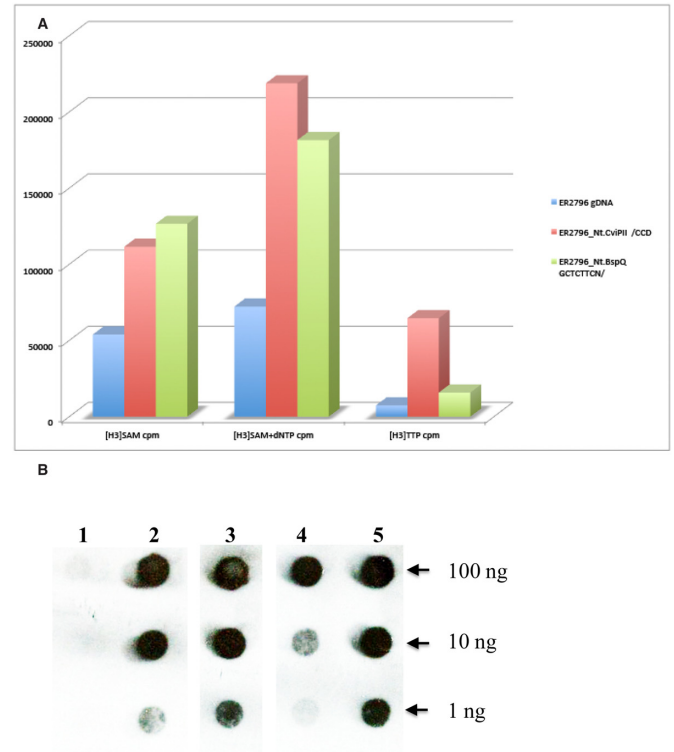 A
250000
200000
150000
100000
50000
0
[H3]SAM cpm
[H3]SAM+dNTP cpm
[H3]TTP cpm
ER2796 gDNA
ER2796_Nt.CviPII /CCD
ER2796_Nt.BspQ
GCTCTTCN/
B
1 2 3 4 5
100 ng
10 ng
1 ng